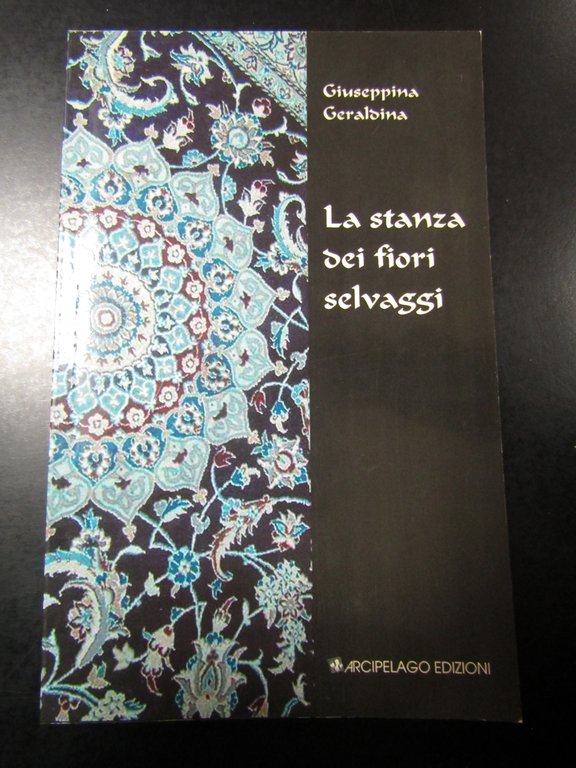 Giuseppina
Geraldina
La stanza
dei fiori
selvaggi
ARCIPELAGO EDIZIONI